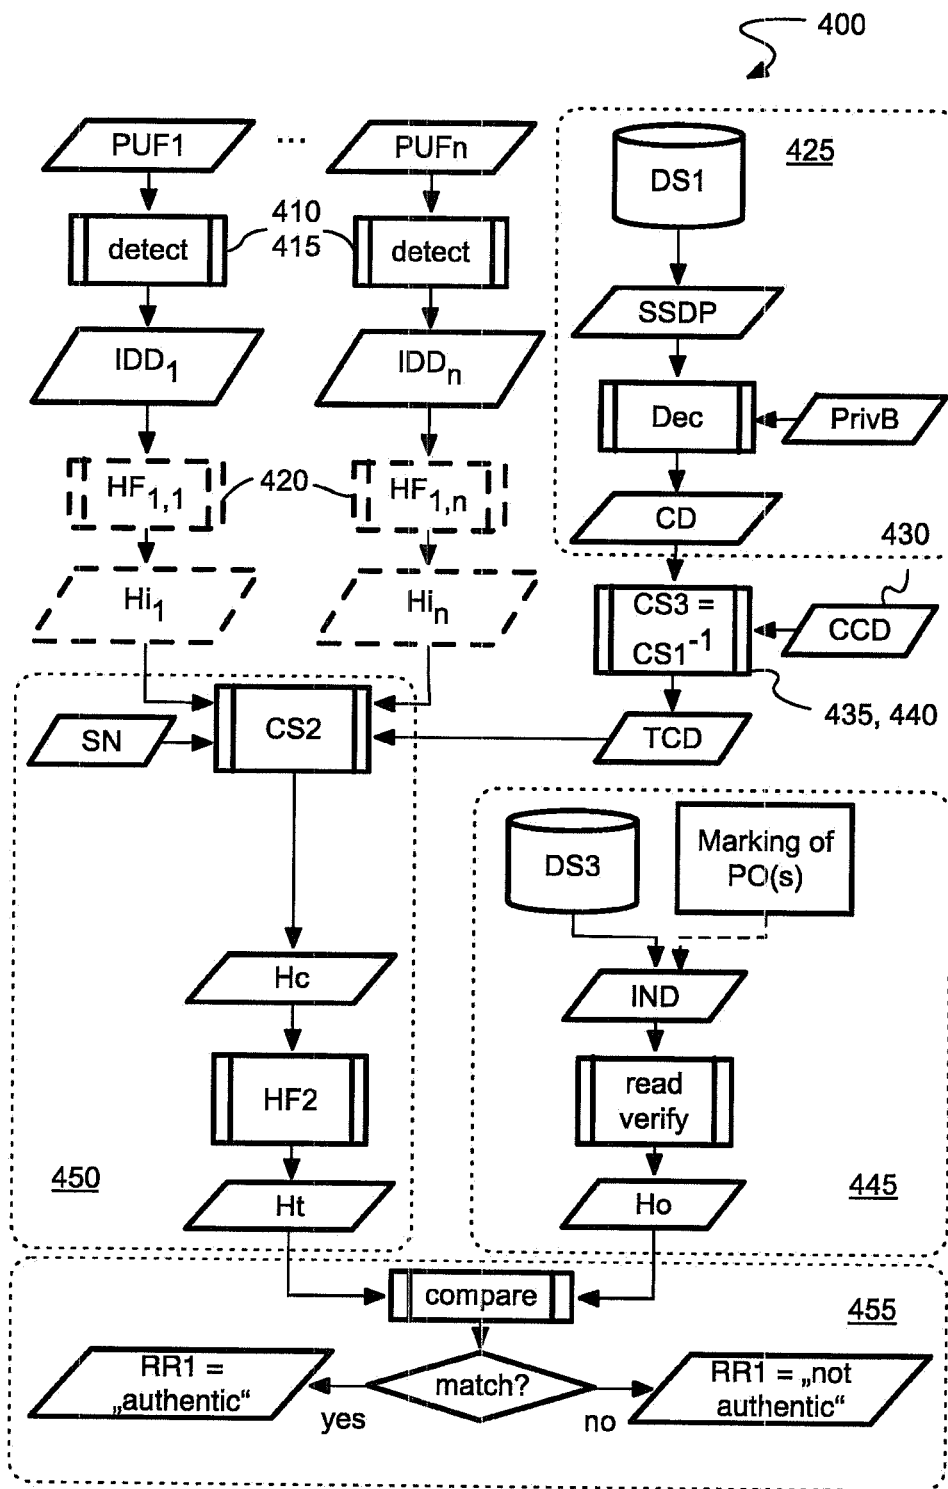 400
PUF1
...
PUFn
DS1
425
410
415
detect
detect
SSDP
IDD1
IDDn
Dec
PrivB
HF1,1
420
HF1,n
CD
430
Hi1
Hin
CS3 =
CS1-1
CCD
435, 440
SN
CS2
TCD
DS3
Marking of
PO(s)
Hc
IND
HF2
read
verify
450
Ht
Ho
445
compare
455
RR1 =
„authentic“
match?
RR1 = „not
authentic“
yes
no